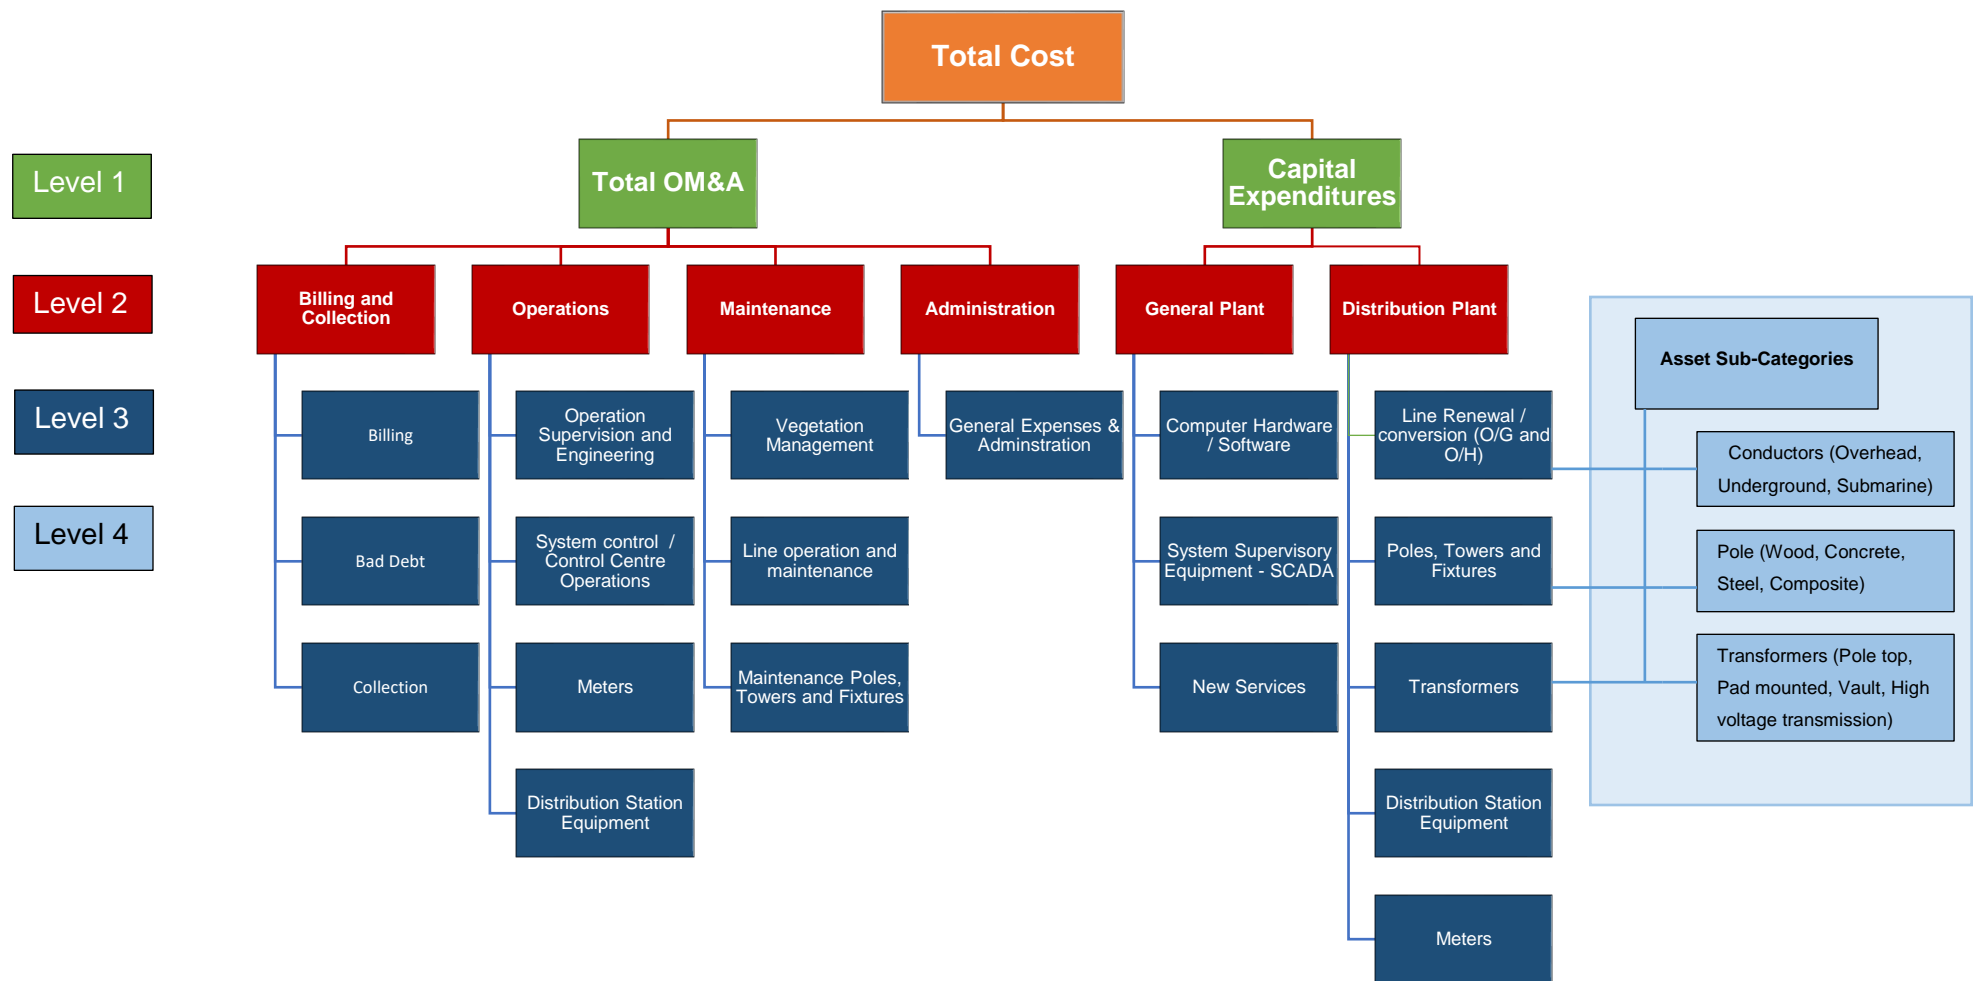 Total Cost
Level 1
Total OM&A
Capital
Expenditures
Level 2
Billing and
Collection
Operations
Maintenance
Administration
General Plant
Distribution Plant
Asset Sub-Categories
Level 3
Billing
Operation
Supervision and
Engineering
Vegetation
Management
General Expenses &
Adminstration
Computer Hardware
/ Software
Line Renewal /
conversion (O/G and
O/H)
Conductors (Overhead,
Underground, Submarine)
Level 4
Bad Debt
System control /
Control Centre
Operations
Line operation and
maintenance
System Supervisory
Equipment - SCADA
Poles, Towers and
Fixtures
Pole (Wood, Concrete,
Steel, Composite)
Collection
Meters
Maintenance Poles,
Towers and Fixtures
New Services
Transformers
Transformers (Pole top,
Pad mounted, Vault, High
voltage transmission)
Distribution Station
Equipment
Distribution Station
Equipment
Meters